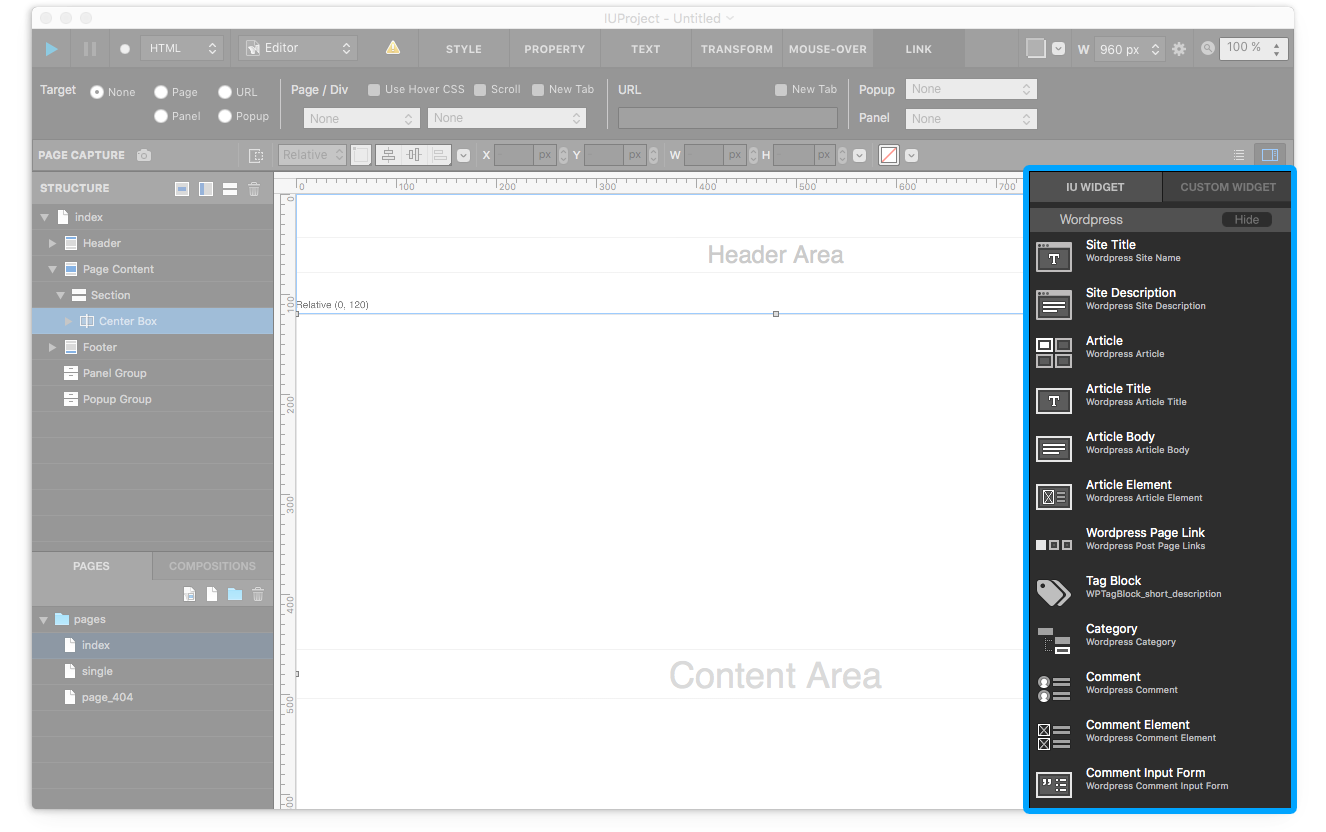 IUProject - Untitled
HTML
Editor
STYLE
PROPERTY
TEXT
TRANSFORM
MOUSE-OVER
LINK
W 960 px
100 %
Target
None
Page
URL
Panel
Popup
Page / Div
Use Hover CSS
Scroll
New Tab
None
None
URL
New Tab
Popup
None
Panel
None
PAGE CAPTURE
Relative
X - px
Y - px
W - px
H - px
STRUCTURE
index
Header
Page Content
Section
Center Box
Footer
Panel Group
Popup Group
PAGES
COMPOSITIONS
pages
index
single
page_404
0 100 200 300 400 500 600 700
0
100
200
300
400
500
Header Area
Relative (0, 120)
Content Area
IU WIDGET
CUSTOM WIDGET
Wordpress
Hide
Site Title
Wordpress Site Name
Site Description
Wordpress Site Description
Article
Wordpress Article
Article Title
Wordpress Article Title
Article Body
Wordpress Article Body
Article Element
Wordpress Article Element
Wordpress Page Link
Wordpress Post Page Links
Tag Block
WPTagBlock_short_description
Category
Wordpress Category
Comment
Wordpress Comment
Comment Element
Wordpress Comment Element
Comment Input Form
Wordpress Comment Input Form